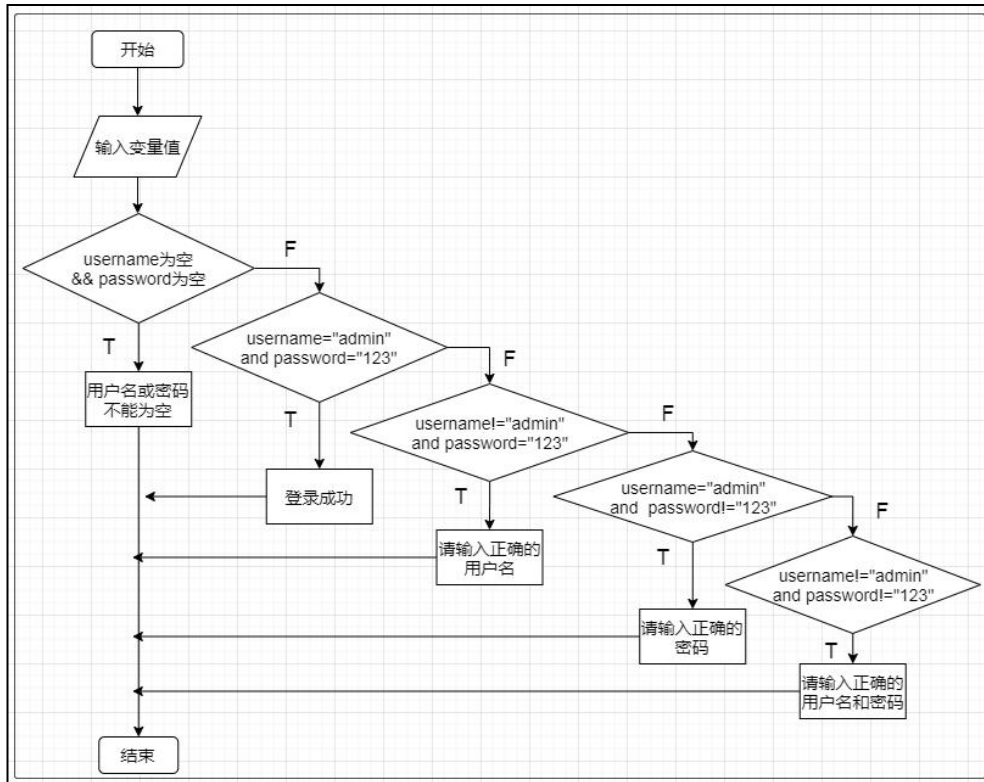 开始
输入变量值
username为空
&& password为空
F
T
用户名或密码
不能为空
username="admin"
and password="123"
F
T
登录成功
username!="admin"
and password="123"
F
T
请输入正确的
用户名
username="admin"
and  password!="123"
F
T
请输入正确的
密码
username!="admin"
and password!="123"
T
请输入正确的
用户名和密码
结束